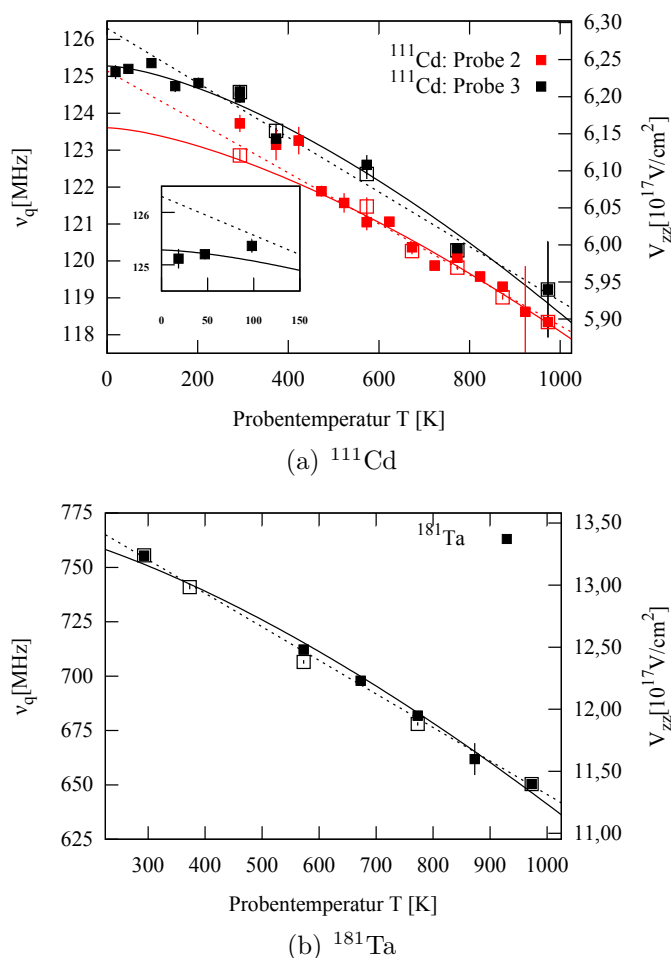 126
125
124
123
122
121
120
119
118
νq[MHz]
6,30
6,25
6,20
6,15
6,10
6,05
6,00
5,95
5,90
Vzz[10^17V/cm^2]
^111Cd: Probe 2
^111Cd: Probe 3
126
125
0 50 100 150
0 200 400 600 800 1000
Probentemperatur T [K]
(a) ^111Cd
775
750
725
700
675
650
625
νq[MHz]
13,50
13,00
12,50
12,00
11,50
11,00
Vzz[10^17V/cm^2]
^181Ta
300 400 500 600 700 800 900 1000
Probentemperatur T [K]
(b) ^181Ta